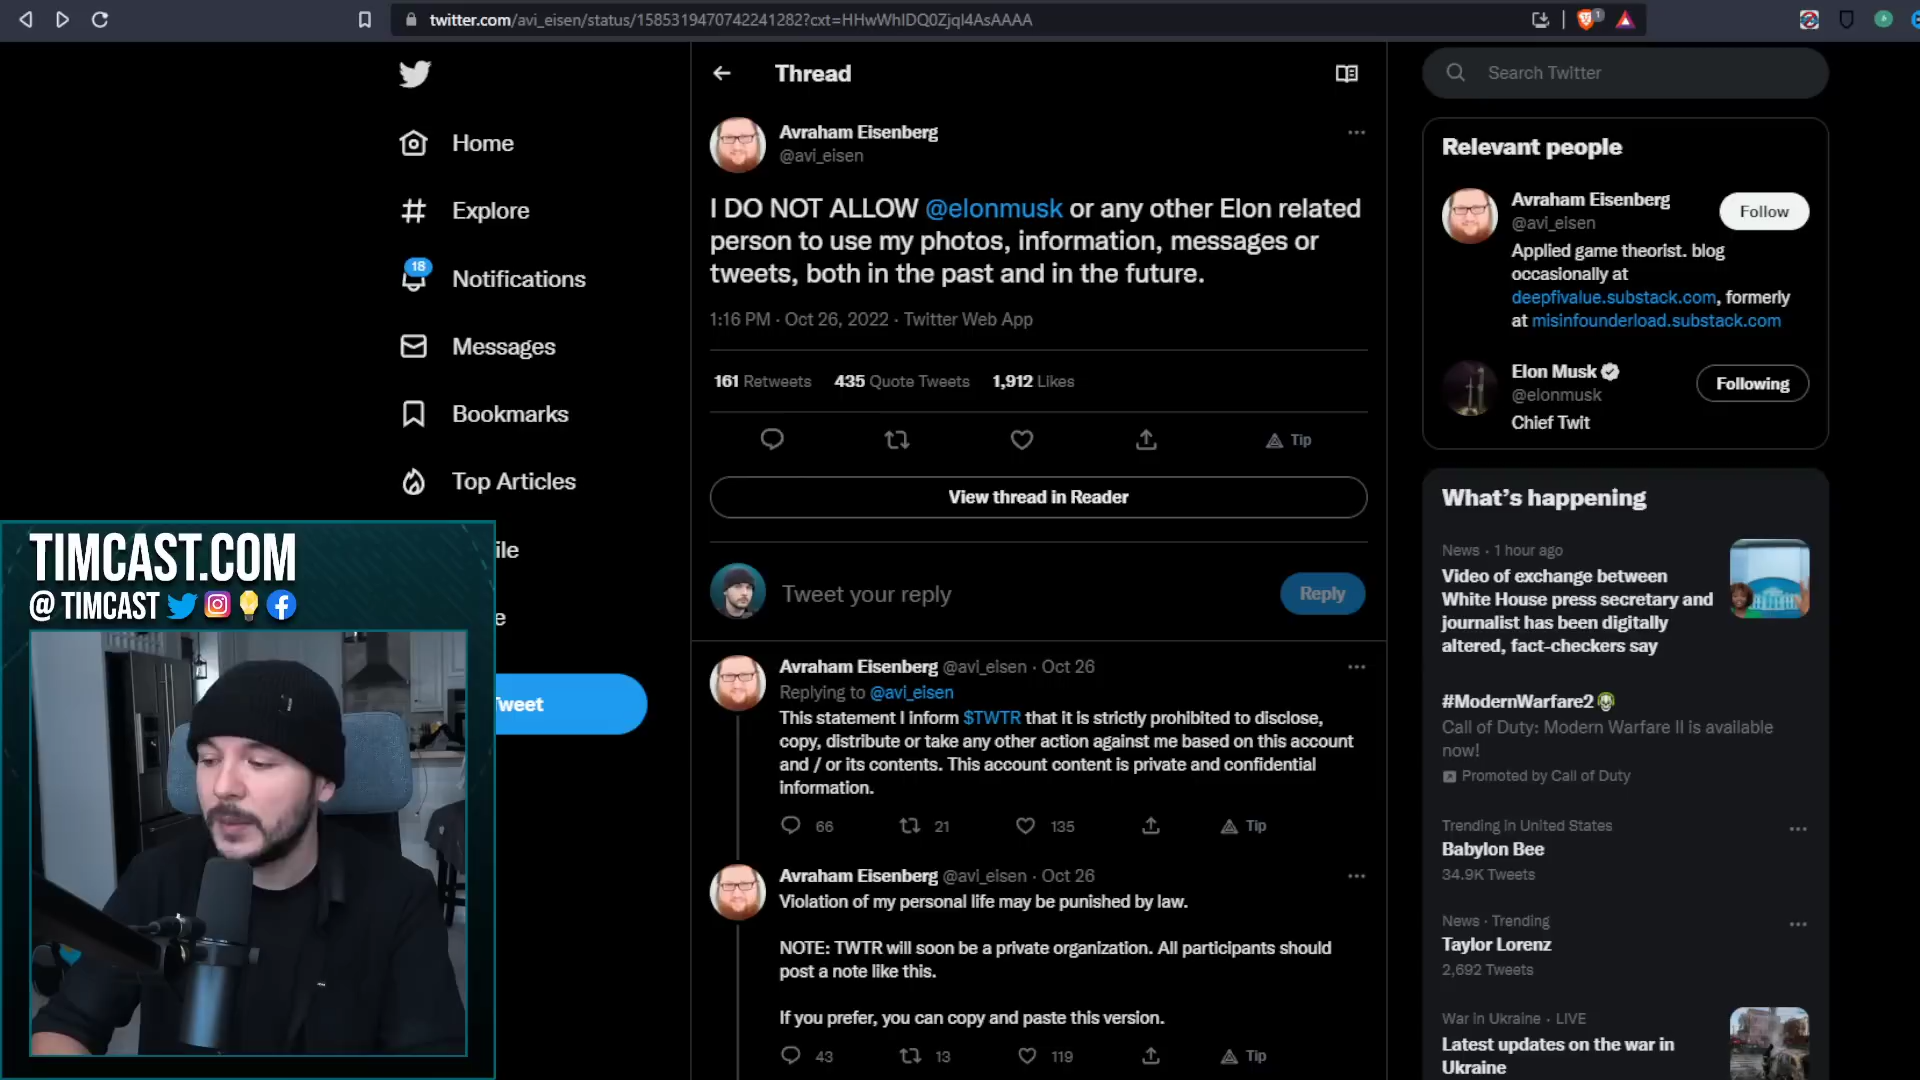 twitter.com/avi_eisen/status/1585319470742241282?cxt=HHwWhIDQ0Zjql4AsAAAA
1
Home
Explore
18
Notifications
Messages
Bookmarks
Top Articles
ile
e
Tweet
TIMCAST.COM
@ TIMCAST
Thread
Avraham Eisenberg
@avi_eisen
I DO NOT ALLOW @elonmusk or any other Elon related
person to use my photos, information, messages or
tweets, both in the past and in the future.
1:16 PM · Oct 26, 2022 · Twitter Web App
161 Retweets 435 Quote Tweets 1,912 Likes
Tip
View thread in Reader
Tweet your reply
Reply
Avraham Eisenberg @avi_eisen · Oct 26
Replying to @avi_eisen
This statement I inform $TWTR that it is strictly prohibited to disclose,
copy, distribute or take any other action against me based on this account
and / or its contents. This account content is private and confidential
information.
66 21 135 Tip
Avraham Eisenberg @avi_eisen · Oct 26
Violation of my personal life may be punished by law.
NOTE: TWTR will soon be a private organization. All participants should
post a note like this.
If you prefer, you can copy and paste this version.
43 13 119 Tip
Search Twitter
Relevant people
Avraham Eisenberg
@avi_eisen
Follow
Applied game theorist. blog
occasionally at
deepfivalue.substack.com, formerly
at misinfounderload.substack.com
Elon Musk
@elonmusk
Following
Chief Twit
What's happening
News · 1 hour ago
Video of exchange between
White House press secretary and
journalist has been digitally
altered, fact-checkers say
#ModernWarfare2
Call of Duty: Modern Warfare II is available
now!
Promoted by Call of Duty
Trending in United States
Babylon Bee
34.9K Tweets
News · Trending
Taylor Lorenz
2,692 Tweets
War in Ukraine · LIVE
Latest updates on the war in
Ukraine